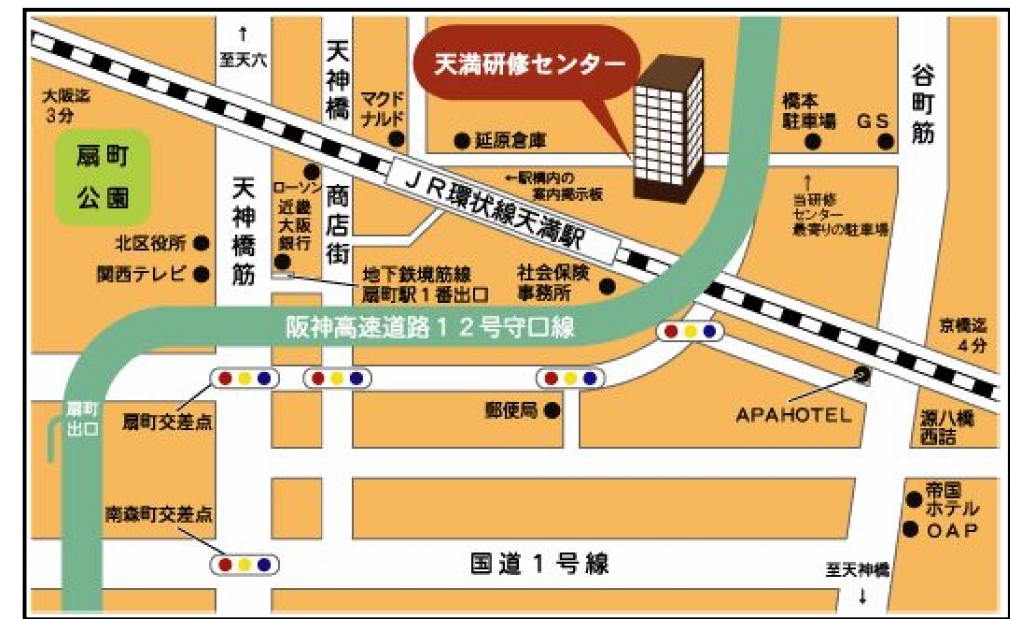 ↑
至天六
天神橋
商店街
マクド
ナルド
天満研修センター
延原倉庫
橋本
駐車場
GS
谷町筋
大阪迄
3分
扇町
公園
ローソン
近畿
大阪
銀行
天神橋筋
JR環状線天満駅
←駅構内の
案内掲示板
↑
当研修
センター
最寄りの駐車場
北区役所
関西テレビ
地下鉄境筋線
扇町駅1番出口
社会保険
事務所
阪神高速道路12号守口線
京橋迄
4分
扇町
出口
扇町交差点
郵便局
APAHOTEL
源八橋
西詰
南森町交差点
帝国
ホテル
OAP
国道1号線
至天神橋
↓